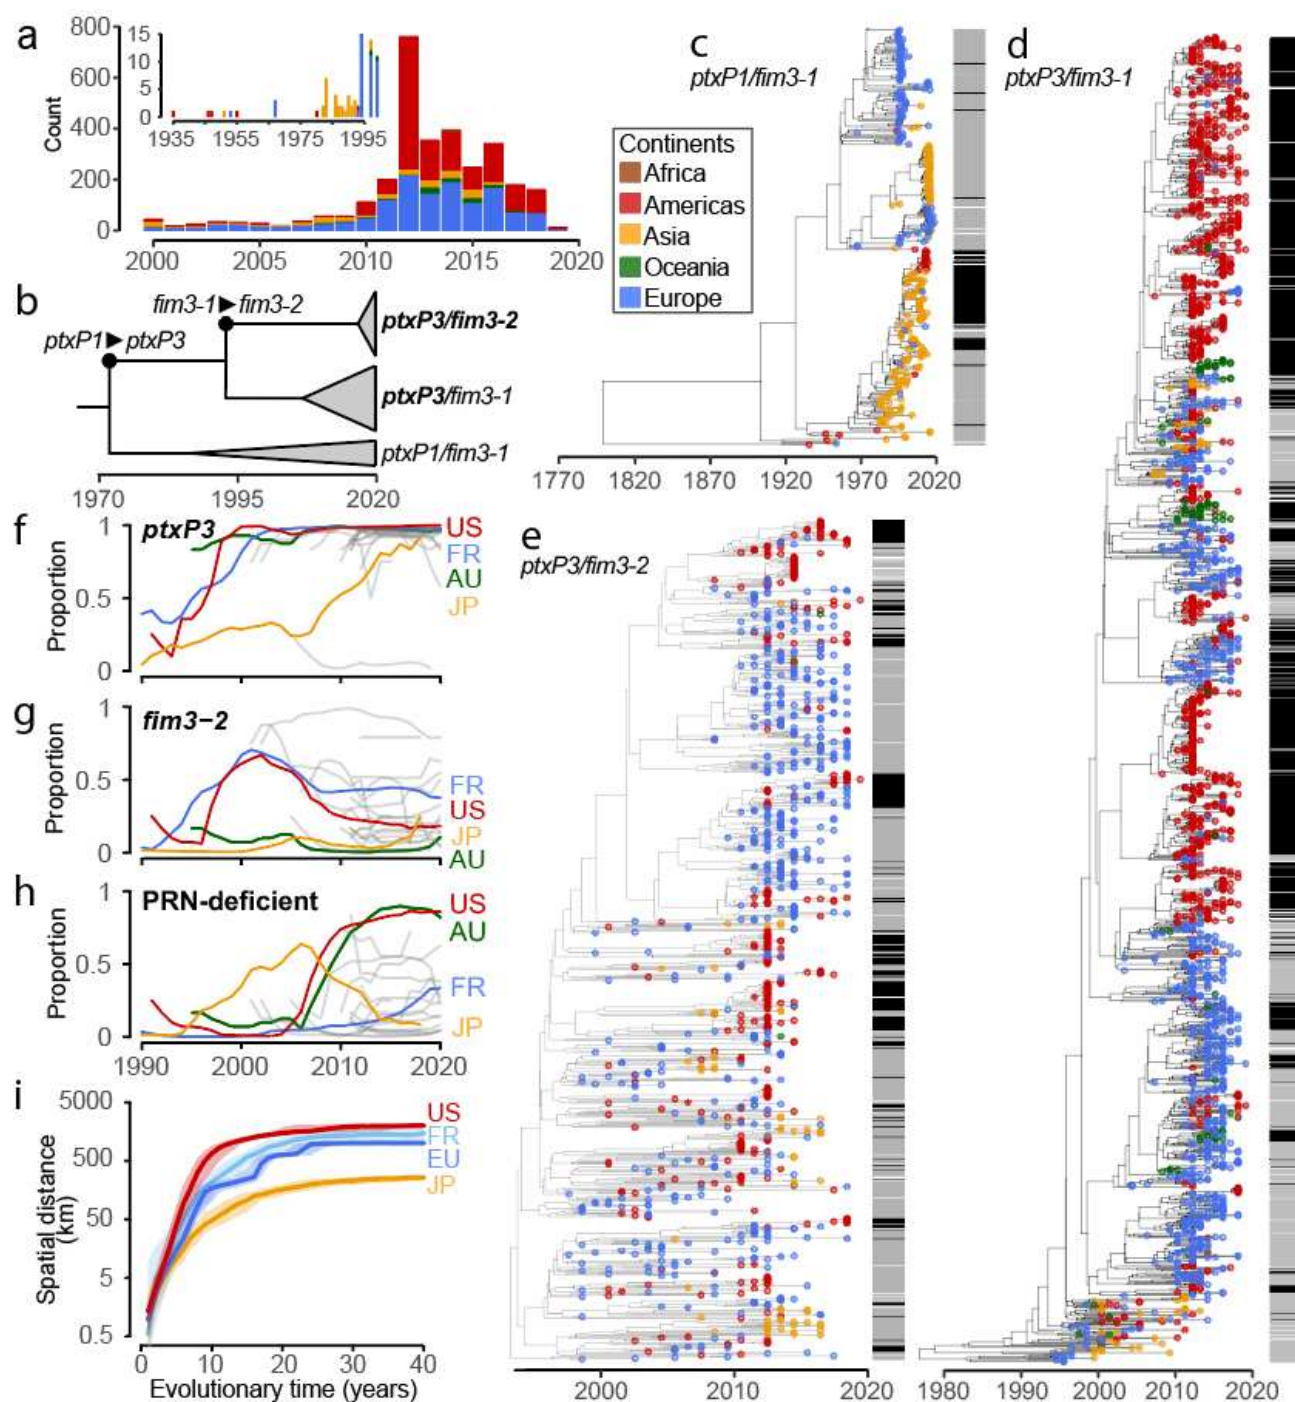 a
800
600
400
200
0
Count
15
10
5
0
1935
1955
1975
1995
2000
2005
2010
2015
2020
Continents
Africa
Americas
Asia
Oceania
Europe
b
fim3-1 ▶ fim3-2
ptxP1 ▶ ptxP3
ptxP3/fim3-2
ptxP3/fim3-1
ptxP1/fim3-1
1970
1995
2020
c
ptxP1/fim3-1
1770
1820
1870
1920
1970
2020
d
ptxP3/fim3-1
1980
1990
2000
2010
2020
e
ptxP3/fim3-2
2000
2010
2020
f
ptxP3
1
0.5
0
Proportion
US
FR
AU
JP
g
fim3−2
1
0.5
0
Proportion
FR
US
JP
AU
h
PRN-deficient
1
0.5
0
Proportion
US
AU
FR
JP
1990
2000
2010
2020
i
5000
500
50
5
0.5
Spatial distance
(km)
US
FR
EU
JP
0
10
20
30
40
Evolutionary time (years)